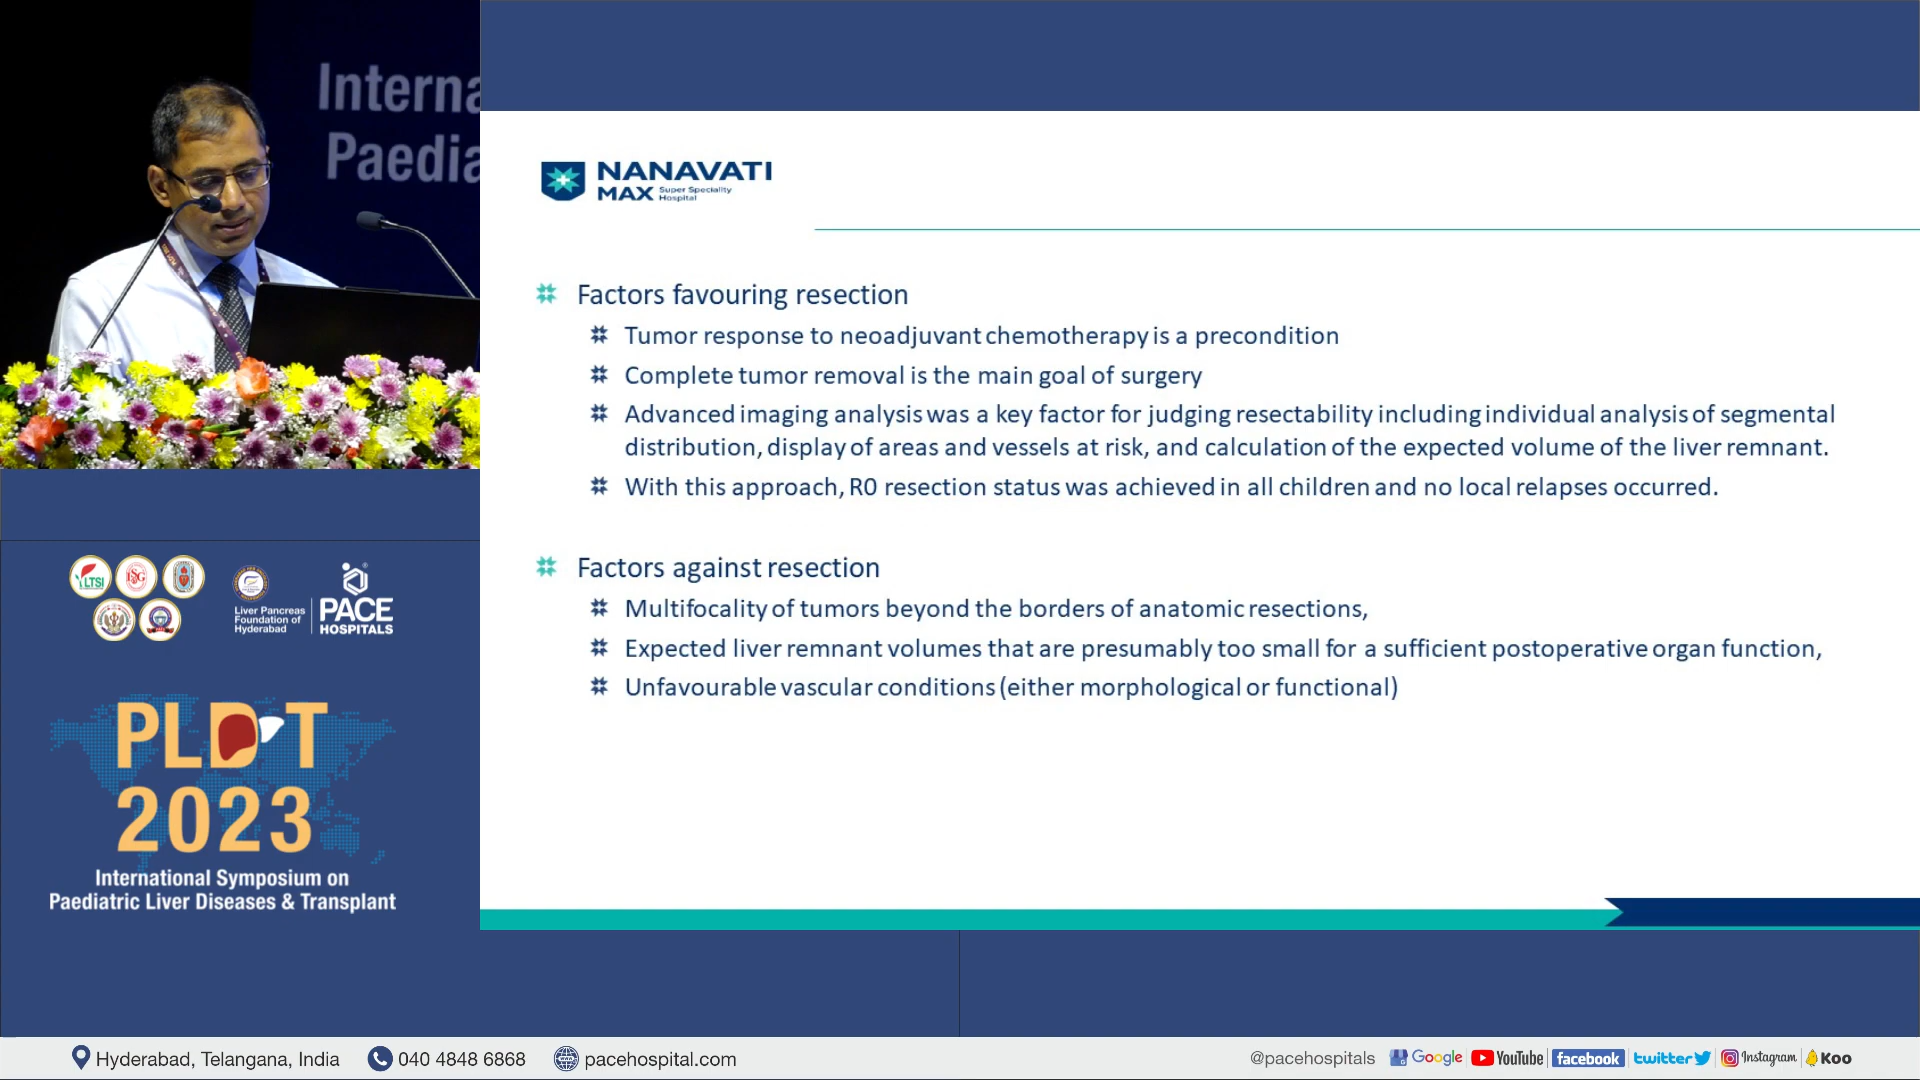 Interna
Paedia
NANAVATI
MAX Super Speciality
Hospital
Factors favouring resection
Tumor response to neoadjuvant chemotherapy is a precondition
Complete tumor removal is the main goal of surgery
Advanced imaging analysis was a key factor for judging resectability including individual analysis of segmental
distribution, display of areas and vessels at risk, and calculation of the expected volume of the liver remnant.
With this approach, R0 resection status was achieved in all children and no local relapses occurred.
Factors against resection
Multifocality of tumors beyond the borders of anatomic resections,
Expected liver remnant volumes that are presumably too small for a sufficient postoperative organ function,
Unfavourable vascular conditions (either morphological or functional)
LTSI
ISG
Liver Pancreas
Foundation of
Hyderabad
PACE
HOSPITALS
PLDT
2023
International Symposium on
Paediatric Liver Diseases & Transplant
Hyderabad, Telangana, India 040 4848 6868 pacehospital.com
@pacehospitals Google YouTube facebook twitter Instagram Koo